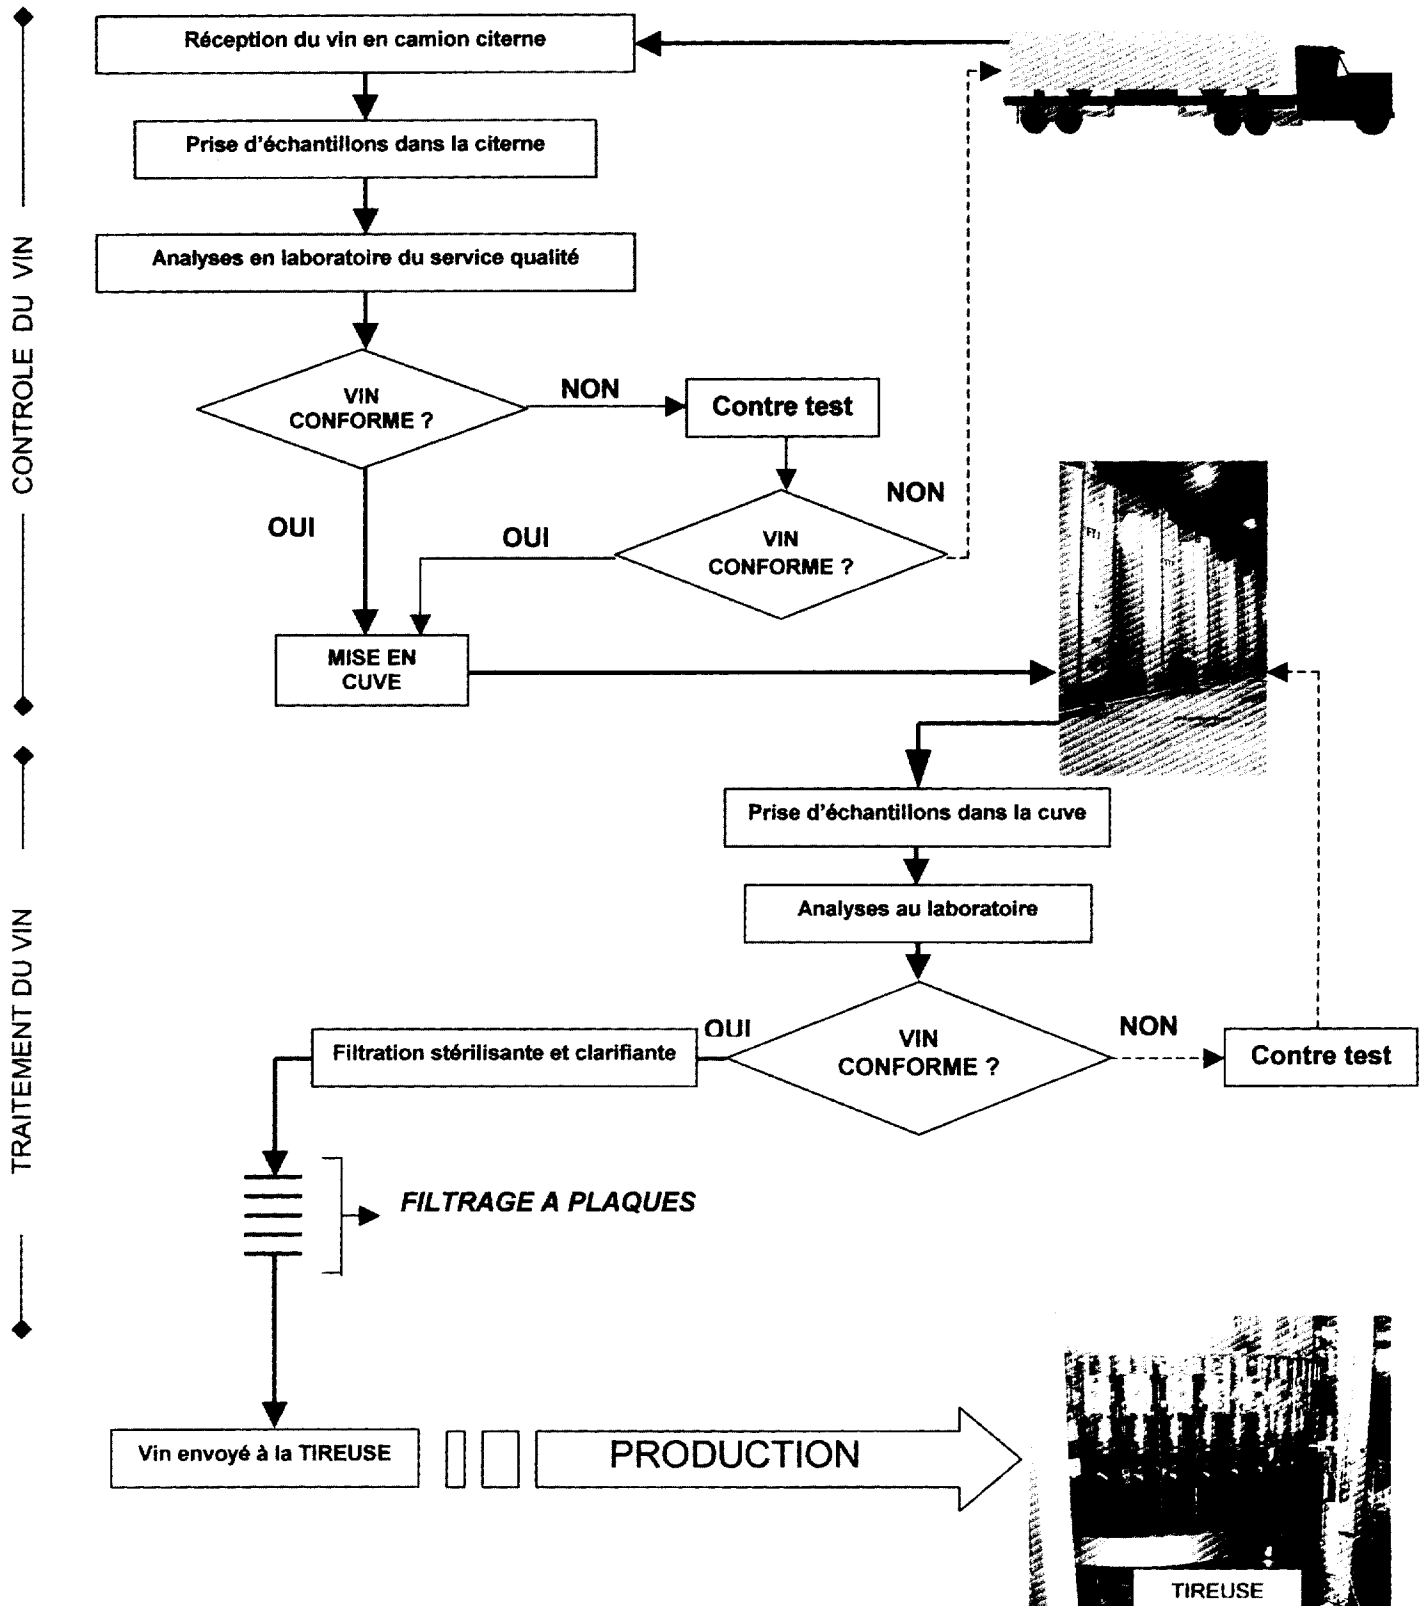 Réception du vin en camion citerne
Prise d'échantillons dans la citerne
Analyses en laboratoire du service qualité
CONTROLE DU VIN
VIN
CONFORME ?
NON
Contre test
OUI
OUI
VIN
CONFORME ?
NON
MISE EN
CUVE
Prise d'échantillons dans la cuve
Analyses au laboratoire
TRAITEMENT DU VIN
VIN
CONFORME ?
OUI
NON
Contre test
Filtration stérilisante et clarifiante
FILTRAGE A PLAQUES
Vin envoyé à la TIREUSE
PRODUCTION
TIREUSE